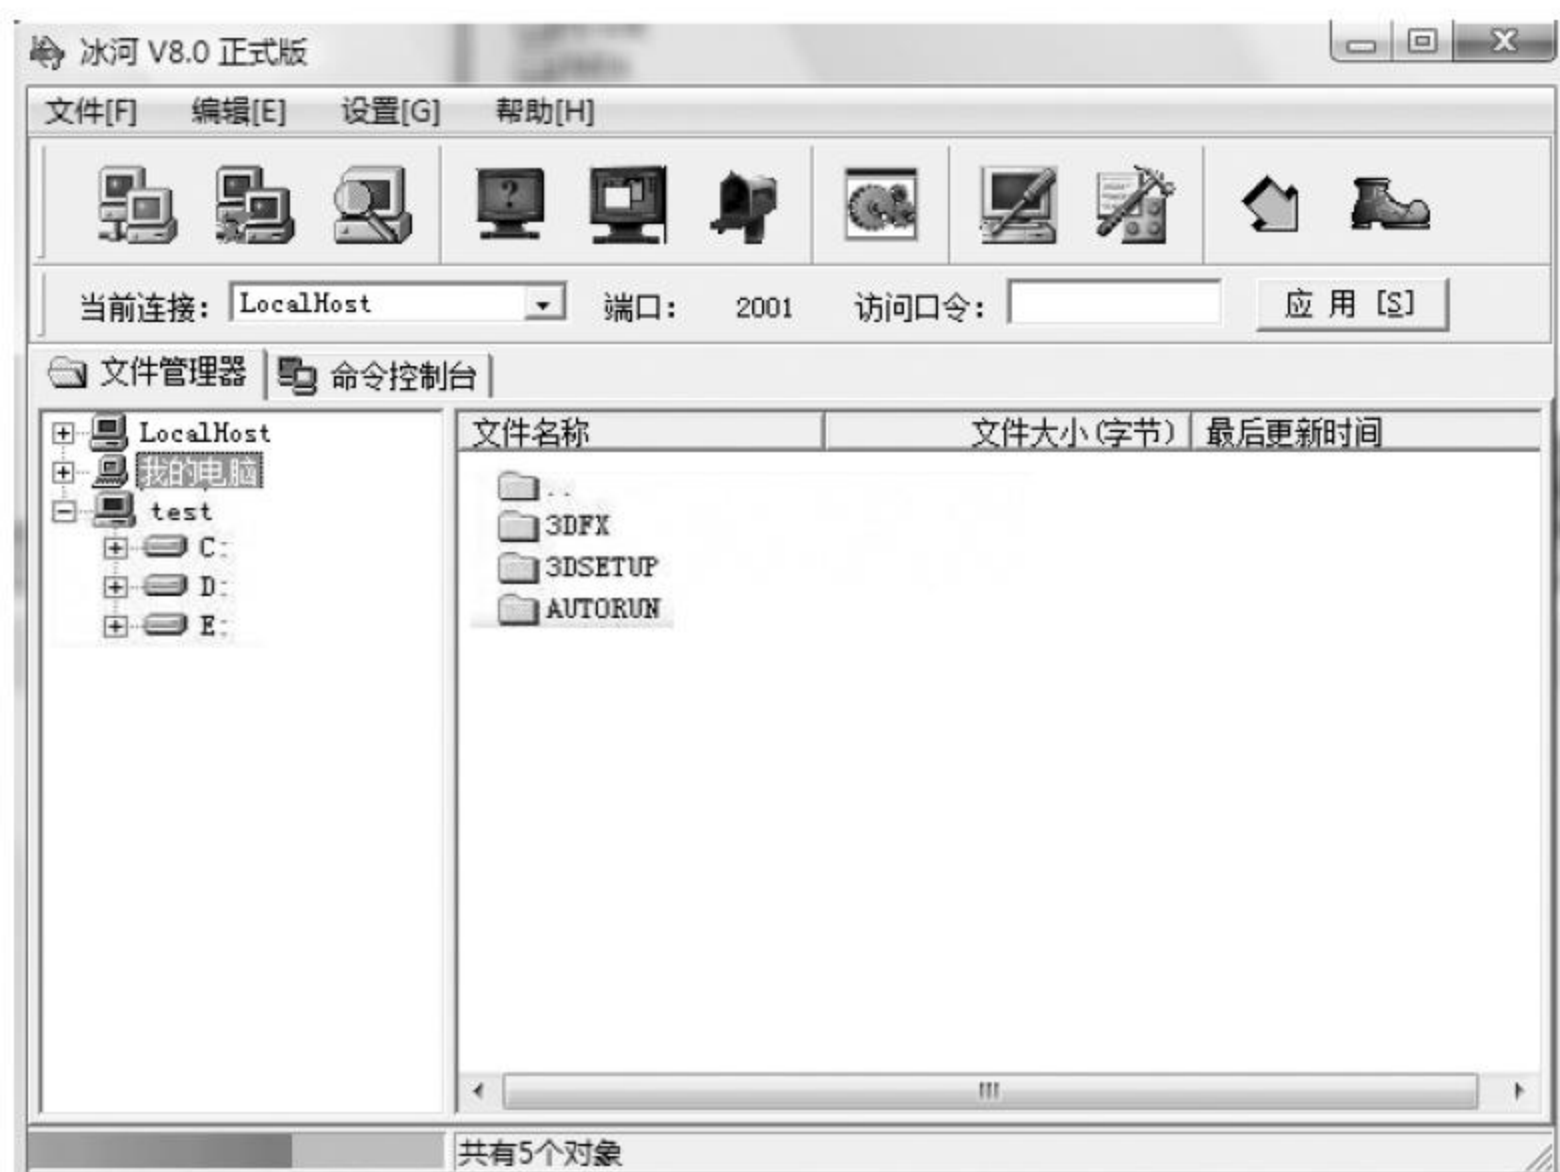 冰河 V8.0 正式版
文件[F] 编辑[E] 设置[G] 帮助[H]
当前连接: LocalHost 端口: 2001 访问口令: 应 用 [S]
文件管理器 命令控制台
LocalHost
我的电脑
test
C:
D:
E:
文件名称 文件大小(字节) 最后更新时间
..
3DFX
3DSETUP
AUTORUN
共有5个对象